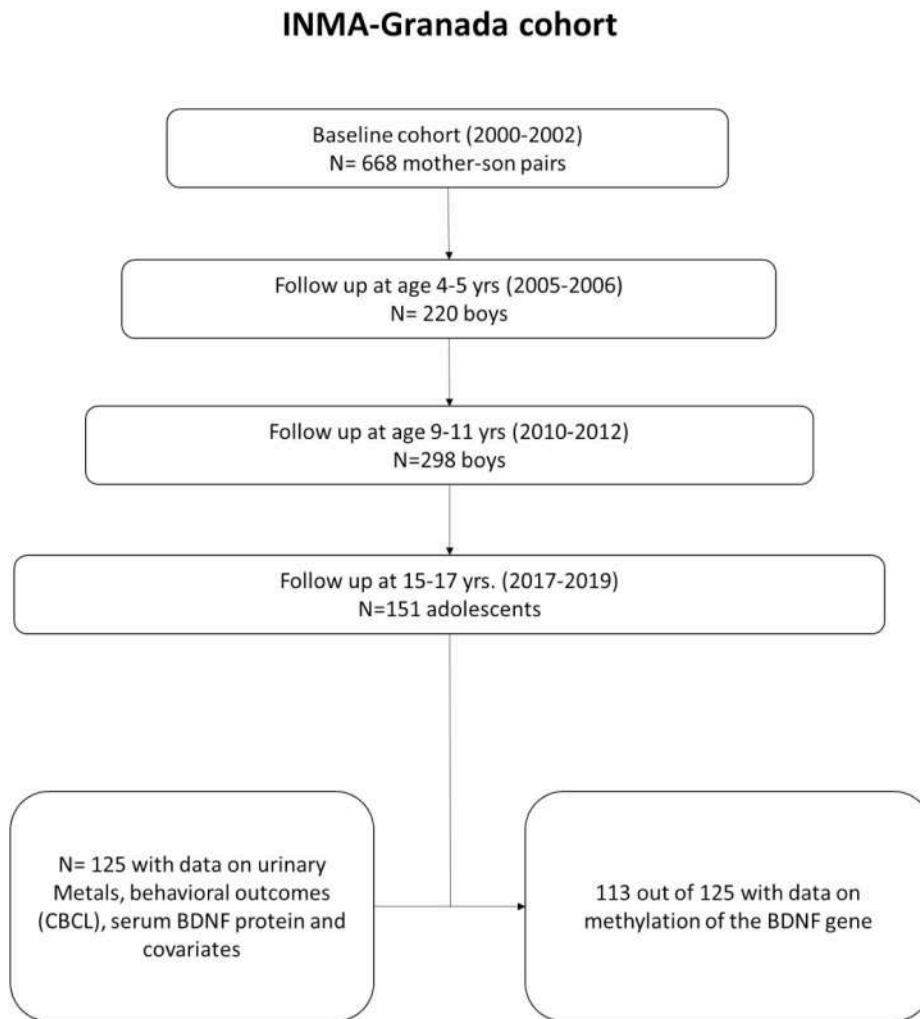 INMA-Granada cohort
Baseline cohort (2000-2002)
N= 668 mother-son pairs
Follow up at age 4-5 yrs (2005-2006)
N= 220 boys
Follow up at age 9-11 yrs (2010-2012)
N=298 boys
Follow up at 15-17 yrs. (2017-2019)
N=151 adolescents
N= 125 with data on urinary
Metals, behavioral outcomes
(CBCL), serum BDNF protein and
covariates
113 out of 125 with data on
methylation of the BDNF gene